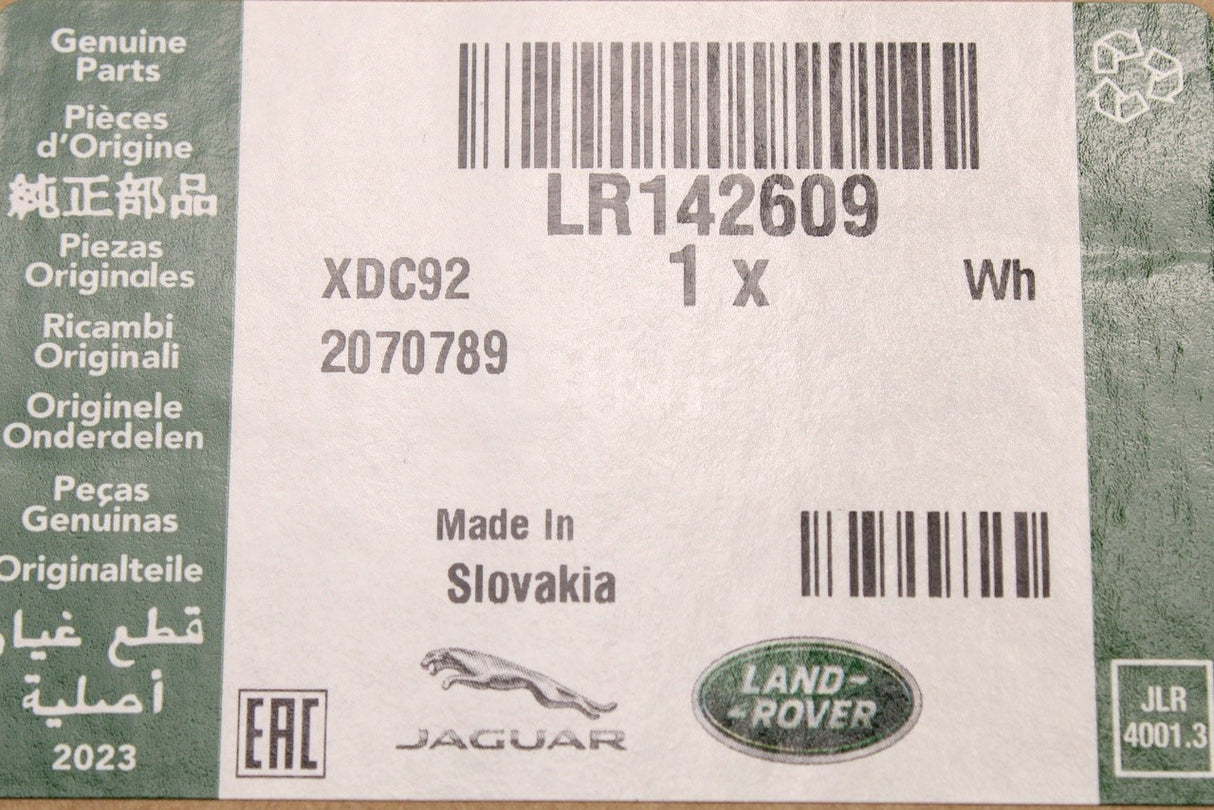 Genuine
Parts
Pièces
d'Origine
純正部品
Piezas
Originales
Ricambi
Originali
Originele
Onderdelen
Peças
Genuinas
Originalteile
قطع غيار
أصلية
2023
LR142609
XDC92
1 x
Wh
2070789
Made In
Slovakia
EAC
JAGUAR
LAND-
-ROVER
JLR
4001.3